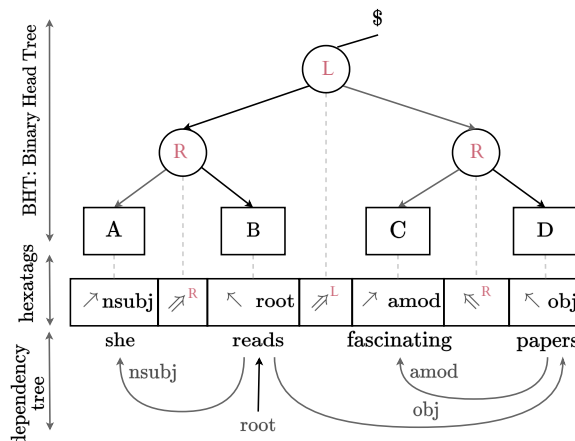 $
BHT: Binary Head Tree
L
R
R
A
B
C
D
hexatags
nsubj
R
root
L
amod
R
obj
she
reads
fascinating
papers
dependency
tree
nsubj
amod
root
obj